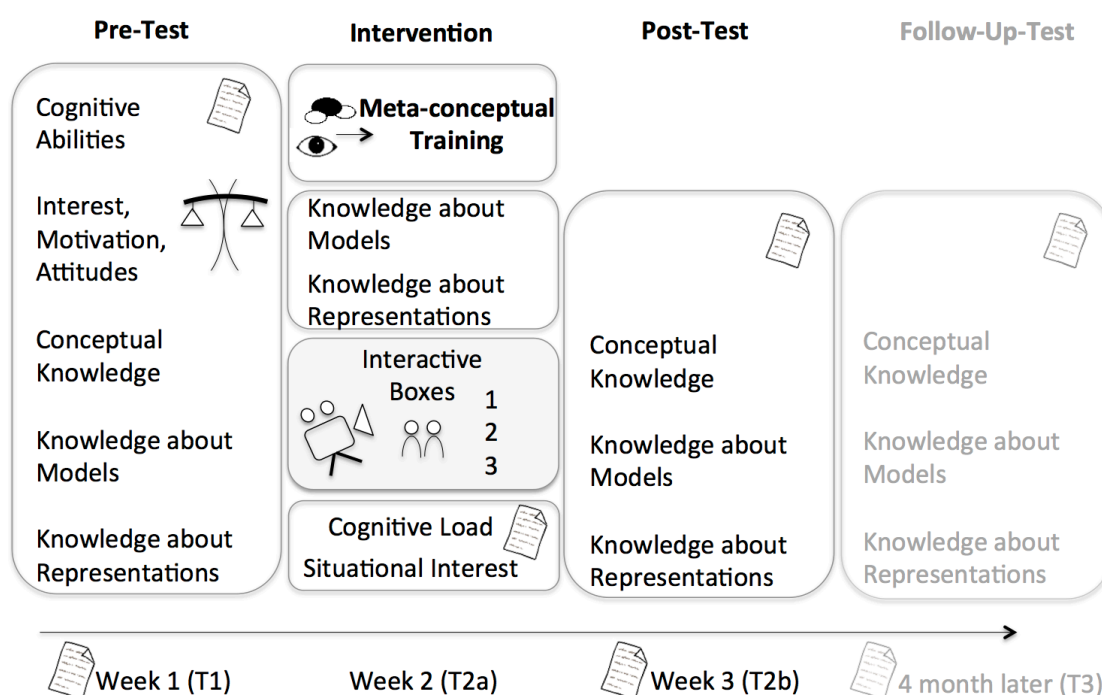 Pre-Test
Intervention
Post-Test
Follow-Up-Test
Cognitive
Abilities
Interest,
Motivation,
Attitudes
Conceptual
Knowledge
Knowledge about
Models
Knowledge about
Representations
Meta-conceptual
Training
Knowledge about
Models
Knowledge about
Representations
Interactive
Boxes
1
2
3
Cognitive Load
Situational Interest
Conceptual
Knowledge
Knowledge about
Models
Knowledge about
Representations
Conceptual
Knowledge
Knowledge about
Models
Knowledge about
Representations
Week 1 (T1)
Week 2 (T2a)
Week 3 (T2b)
4 month later (T3)